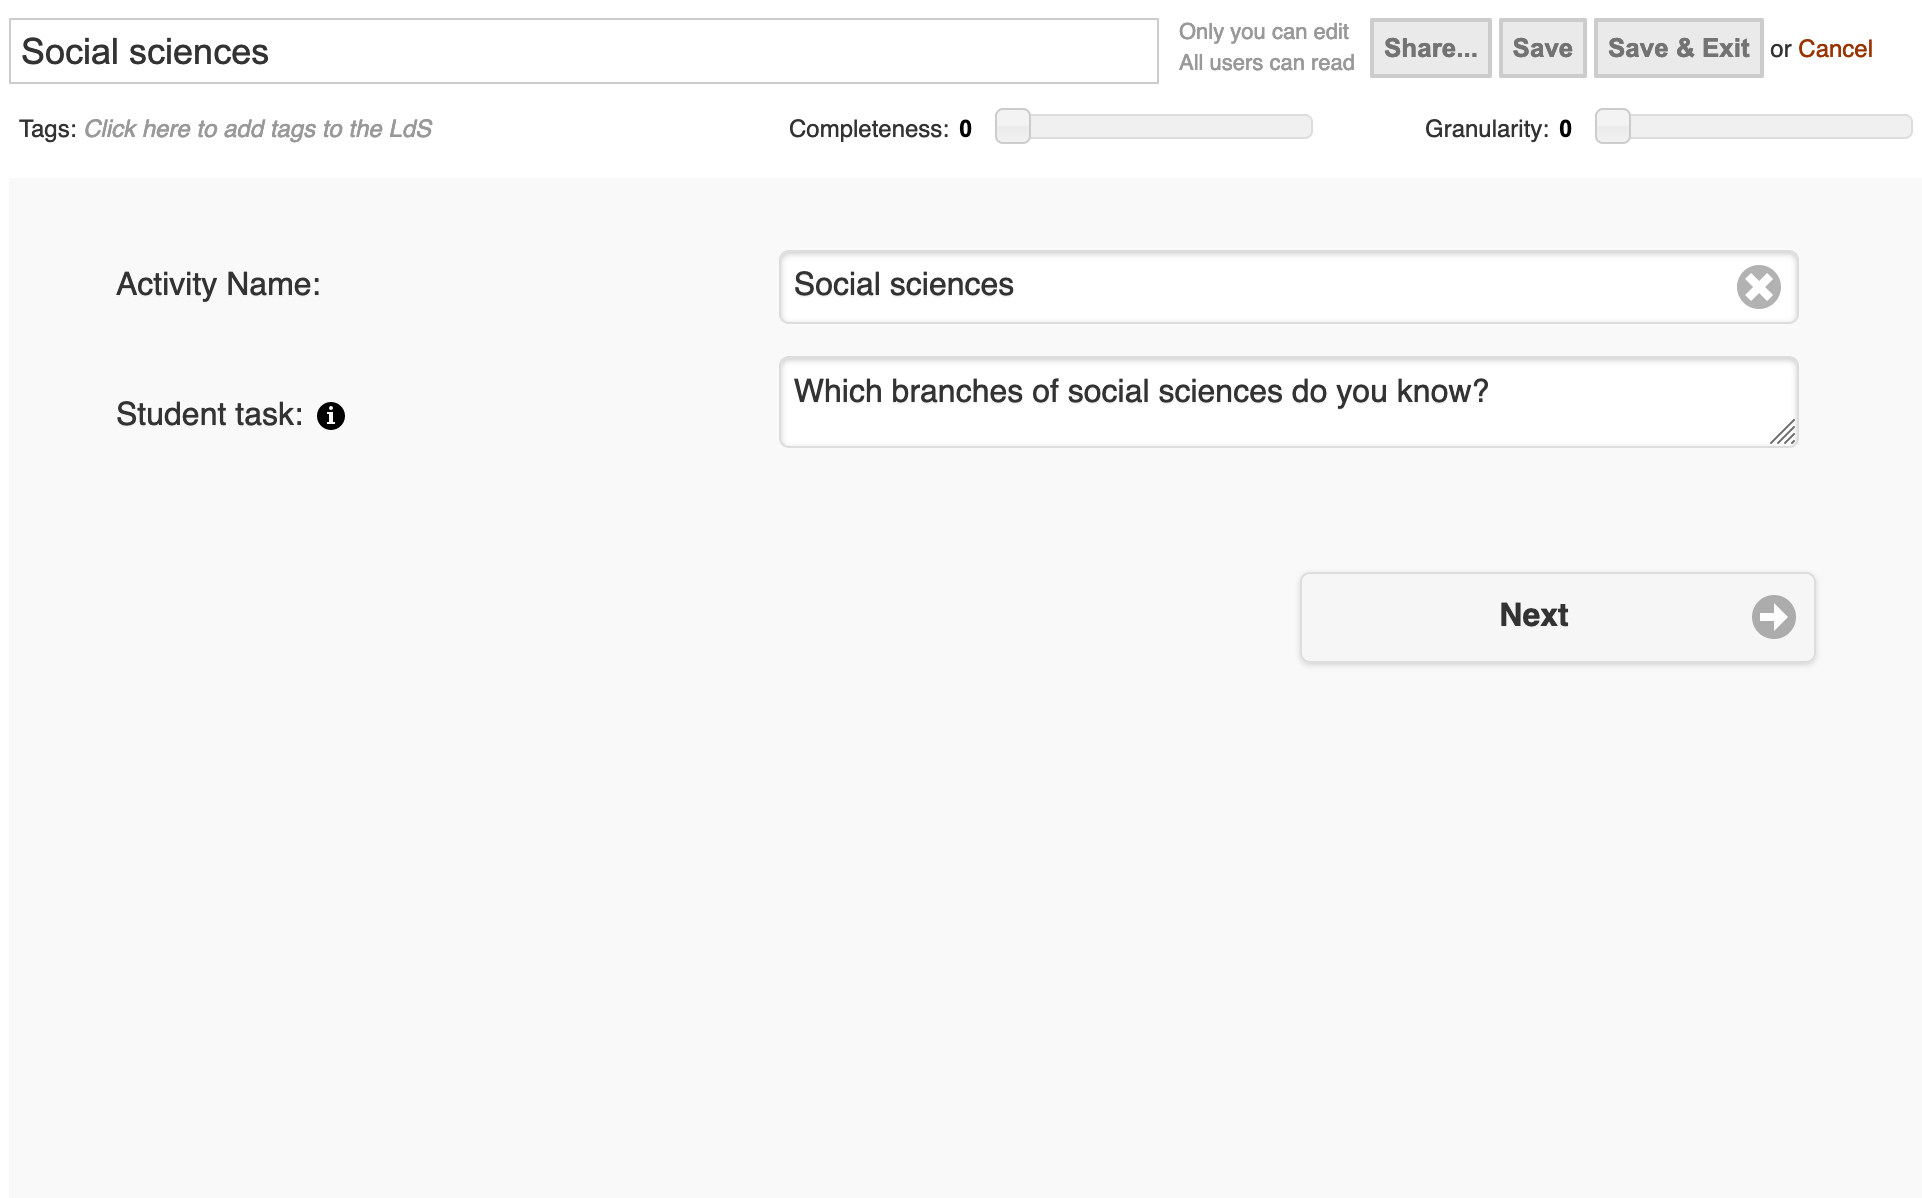 Social sciences
Only you can edit
All users can read
Share...
Save
Save & Exit
or Cancel
Tags: Click here to add tags to the LdS
Completeness: 0
Granularity: 0
Activity Name:
Social sciences
Student task:
Which branches of social sciences do you know?
Next